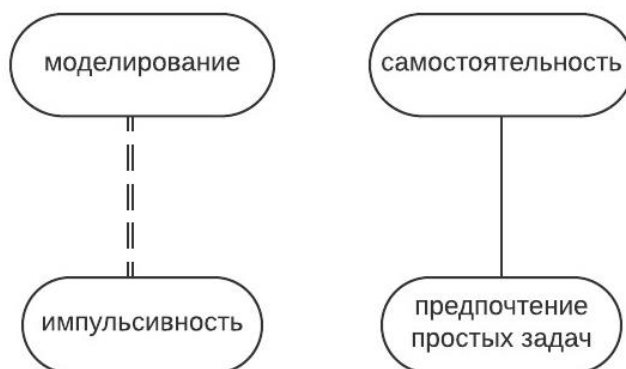 моделирование
самостоятельность
импульсивность
предпочтение
простых задач